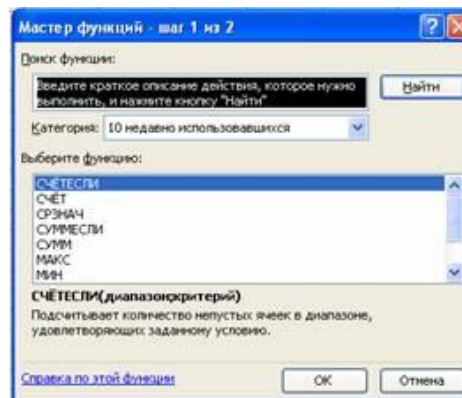 Мастер функций - шаг 1 из 2
Поиск функции:
Введите краткое описание действия, которое нужно
выполнить, и нажмите кнопку "Найти"
Найти
Категория: 10 недавно использовавшихся
Выберите функцию:
СЧЁТЕСЛИ
СЧЁТ
СРЗНАЧ
СУММЕСЛИ
СУММ
МАКС
МИН
СЧЁТЕСЛИ(диапазон;критерий)
Подсчитывает количество непустых ячеек в диапазоне,
удовлетворяющих заданному условию.
Справка по этой функции
ОК
Отмена